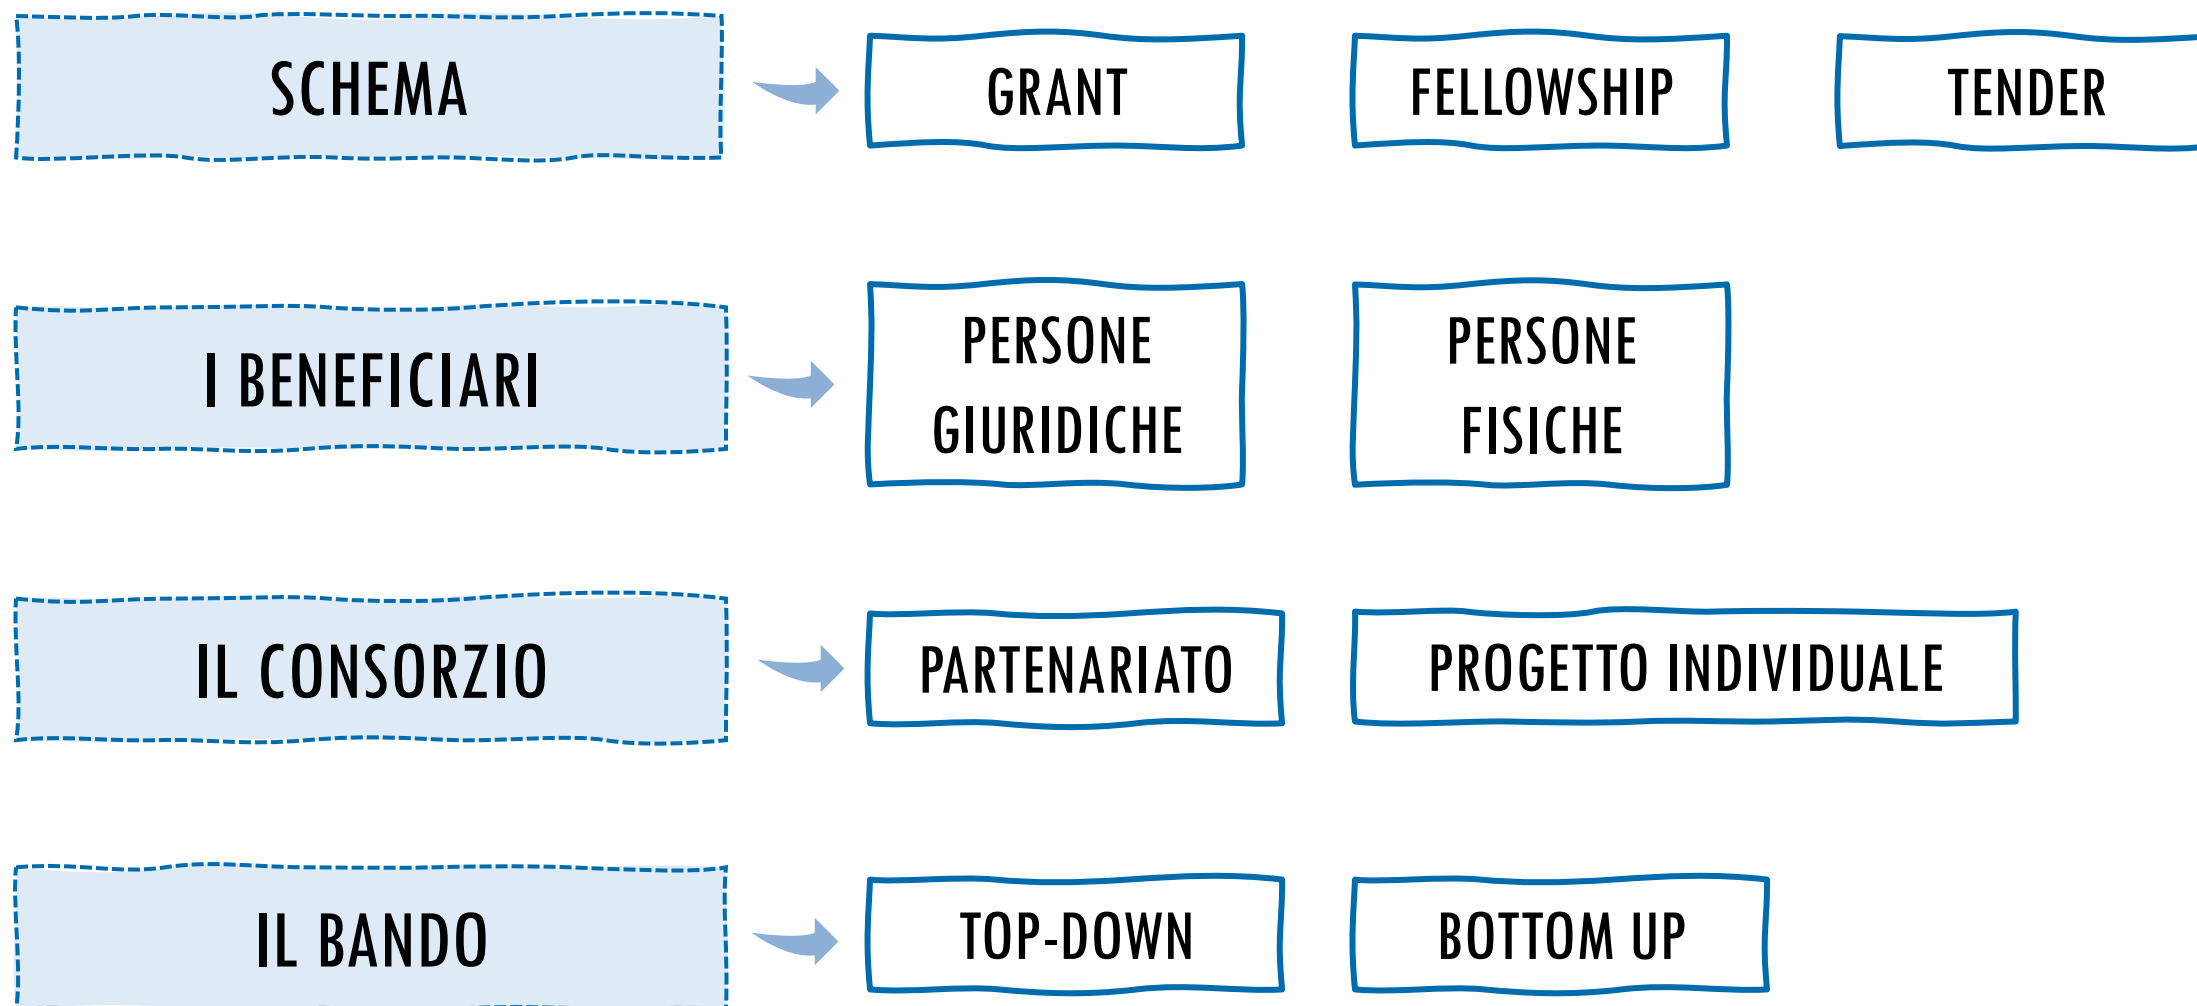 SCHEMA
GRANT
FELLOWSHIP
TENDER
I BENEFICIARI
PERSONE
GIURIDICHE
PERSONE
FISICHE
IL CONSORZIO
PARTENARIATO
PROGETTO INDIVIDUALE
IL BANDO
TOP-DOWN
BOTTOM UP